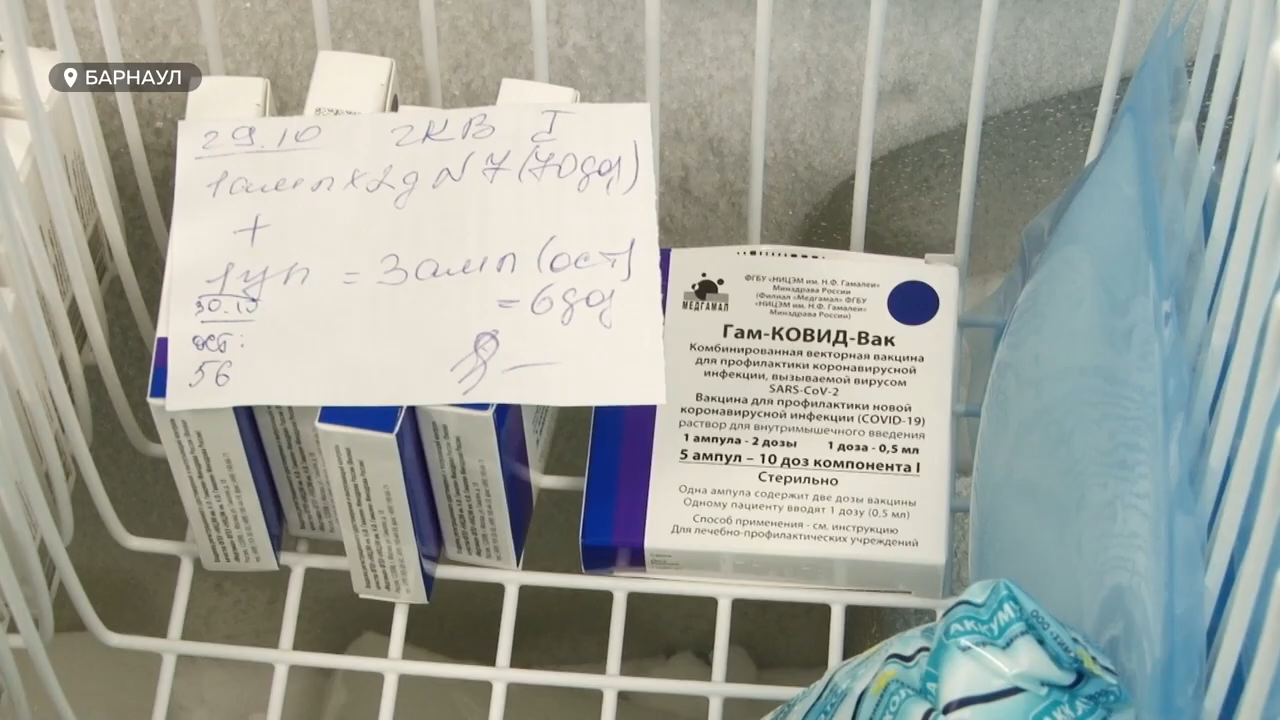 БАРНАУЛ
29.10 ГКВ I
1амп х 2д N 7 (70 доз)
+
1уп = 3 амп (ост)
= 6 доз
30.10
ост:
56
МЕДГАМАЛ
ФГБУ «НИЦЭМ им. Н.Ф. Гамалеи»
Минздрава России
(Филиал «Медгамал» ФГБУ
«НИЦЭМ им. Н.Ф. Гамалеи»
Минздрава России)
Гам-КОВИД-Вак
Комбинированная векторная вакцина
для профилактики коронавирусной
инфекции, вызываемой вирусом
SARS-CoV-2
Вакцина для профилактики новой
коронавирусной инфекции (COVID-19)
раствор для внутримышечного введения
1 ампула - 2 дозы 1 доза - 0,5 мл
5 ампул – 10 доз компонента I
Стерильно
Одна ампула содержит две дозы вакцины
Одному пациенту вводят 1 дозу (0,5 мл)
Способ применения - см. инструкцию
Для лечебно-профилактических учреждений